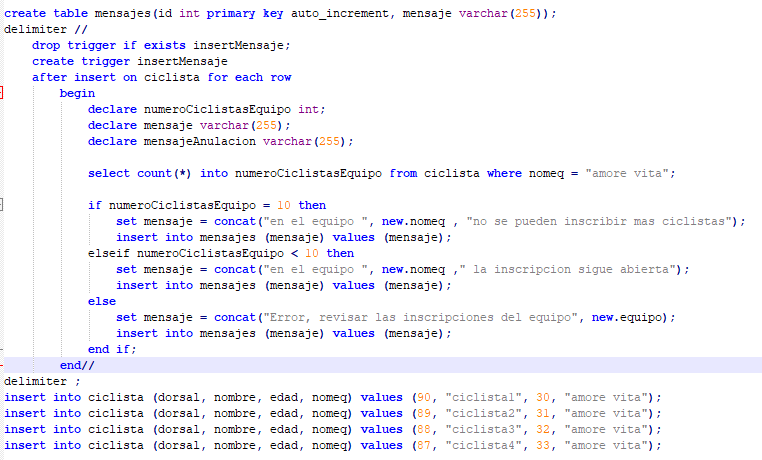 create table mensajes(id int primary key auto_increment, mensaje varchar(255));
delimiter //
drop trigger if exists insertMensaje;
create trigger insertMensaje
after insert on ciclista for each row
begin
declare numeroCiclistasEquipo int;
declare mensaje varchar(255);
declare mensajeAnulacion varchar(255);
select count(*) into numeroCiclistasEquipo from ciclista where nomeq = "amore vita";
if numeroCiclistasEquipo = 10 then
set mensaje = concat("en el equipo ", new.nomeq , "no se pueden inscribir mas ciclistas");
insert into mensajes (mensaje) values (mensaje);
elseif numeroCiclistasEquipo < 10 then
set mensaje = concat("en el equipo ", new.nomeq ," la inscripcion sigue abierta");
insert into mensajes (mensaje) values (mensaje);
else
set mensaje = concat("Error, revisar las inscripciones del equipo", new.equipo);
insert into mensajes (mensaje) values (mensaje);
end if;
end//
delimiter ;
insert into ciclista (dorsal, nombre, edad, nomeq) values (90, "ciclista1", 30, "amore vita");
insert into ciclista (dorsal, nombre, edad, nomeq) values (89, "ciclista2", 31, "amore vita");
insert into ciclista (dorsal, nombre, edad, nomeq) values (88, "ciclista3", 32, "amore vita");
insert into ciclista (dorsal, nombre, edad, nomeq) values (87, "ciclista4", 33, "amore vita");